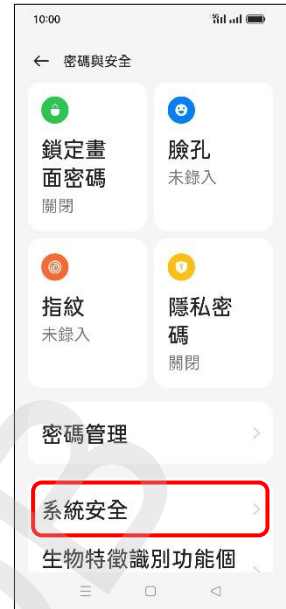 10:00
← 密碼與安全
鎖定畫
面密碼
關閉
臉孔
未錄入
指紋
未錄入
隱私密
碼
關閉
密碼管理
系統安全
生物特徵識別功能個